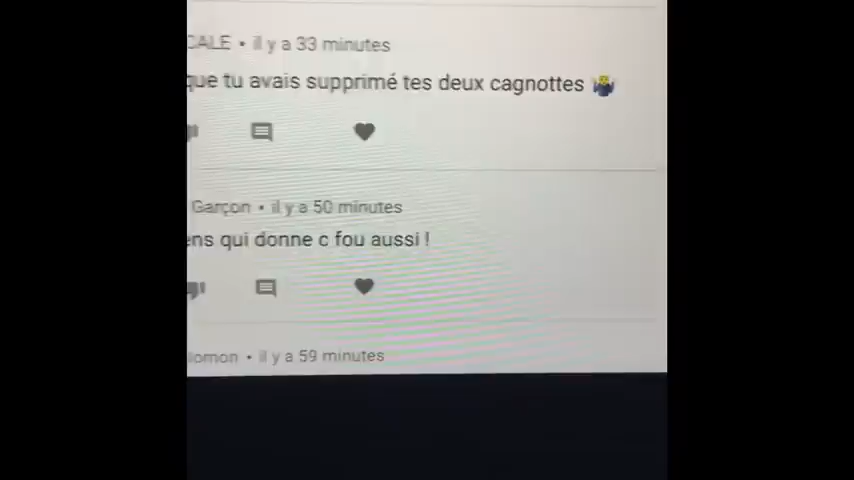 CALE • il y a 33 minutes
que tu avais supprimé tes deux cagnottes 🤷
Garçon • il y a 50 minutes
ens qui donne c fou aussi !
lomon • il y a 59 minutes